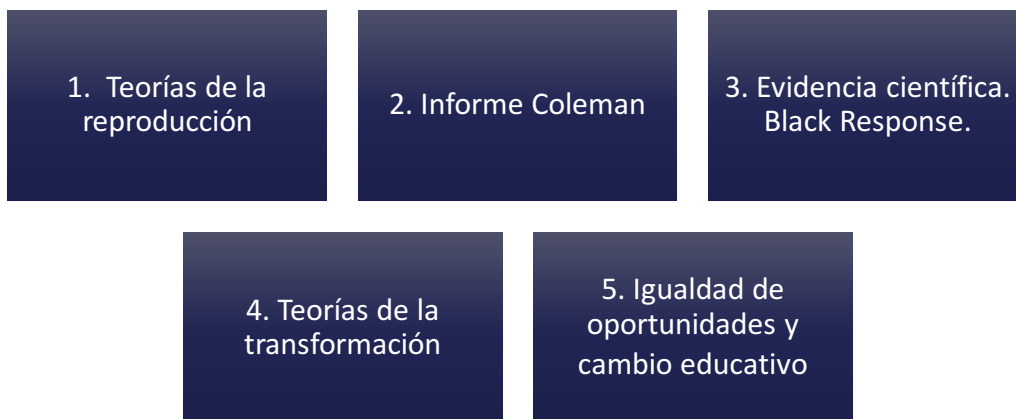 1. Teorías de la
reproducción
2. Informe Coleman
3. Evidencia científica.
Black Response.
4. Teorías de la
transformación
5. Igualdad de
oportunidades y
cambio educativo